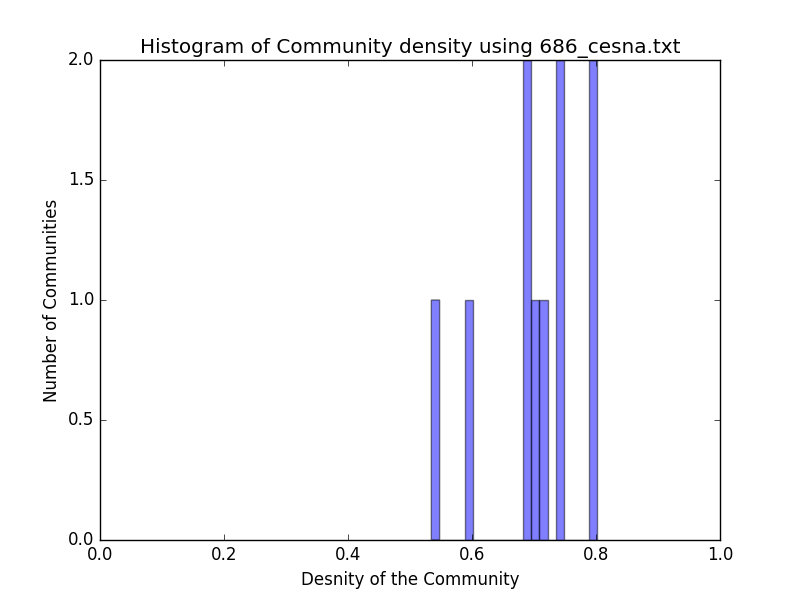 Histogram of Community density using 686_cesna.txt
2.0
1.5
1.0
0.5
0.0
Number of Communities
0.0 0.2 0.4 0.6 0.8 1.0
Desnity of the Community